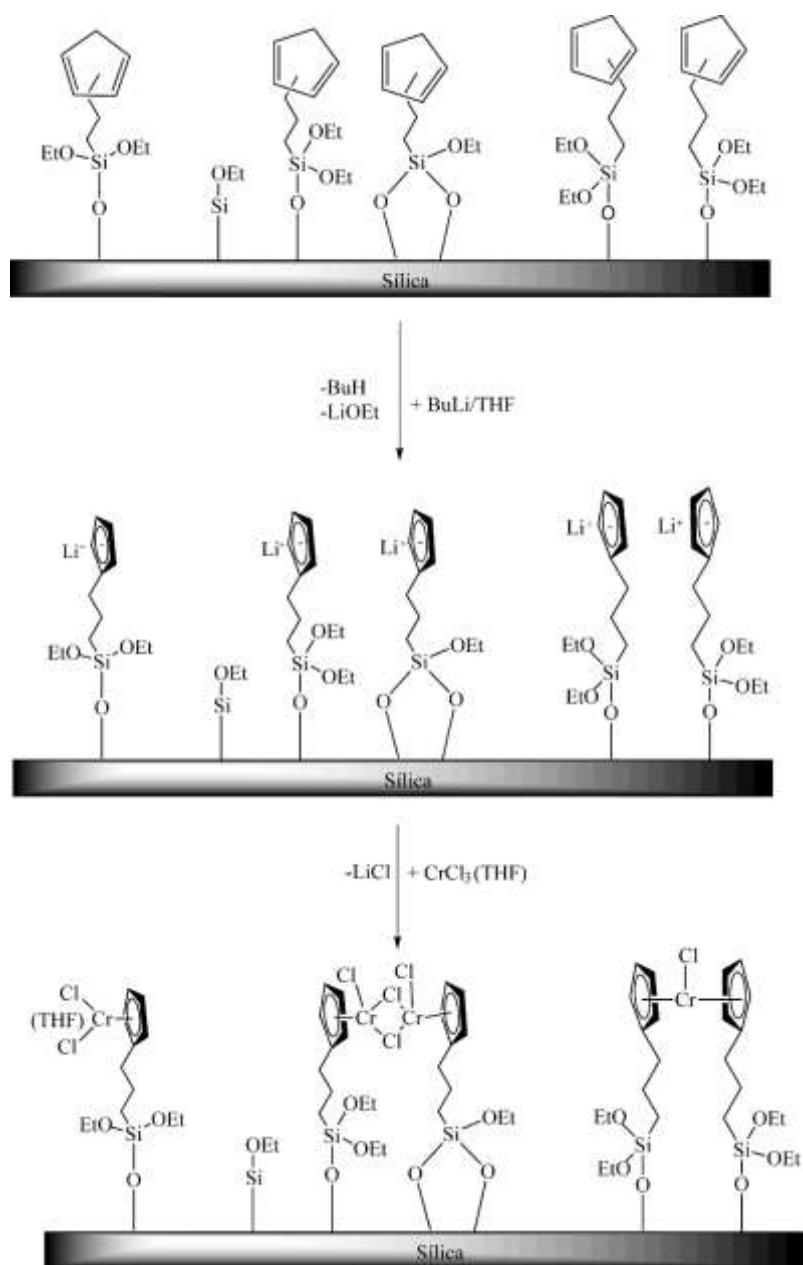 EtO OEt
Si
O
OEt
Si
OEt
Si OEt
O
OEt
Si
O O
OEt
EtO Si
EtO
O
OEt
Si OEt
O
Silica
-BuH
-LiOEt
+ BuLi/THF
Li+ -
Li+ -
Li+ -
Li+ -
Li+ -
EtO OEt
Si
O
OEt
Si
OEt
Si OEt
O
OEt
Si
O O
EtO
Si
EtO
O
OEt
Si OEt
O
Silica
-LiCl
+ CrCl3(THF)
Cl
(THF) Cr
Cl
Cl Cl
Cl
Cr Cr
Cl
Cl
Cr
EtO OEt
Si
O
OEt
Si
OEt
Si OEt
O
OEt
Si
O O
EtO
Si
EtO
O
OEt
Si OEt
O
Silica